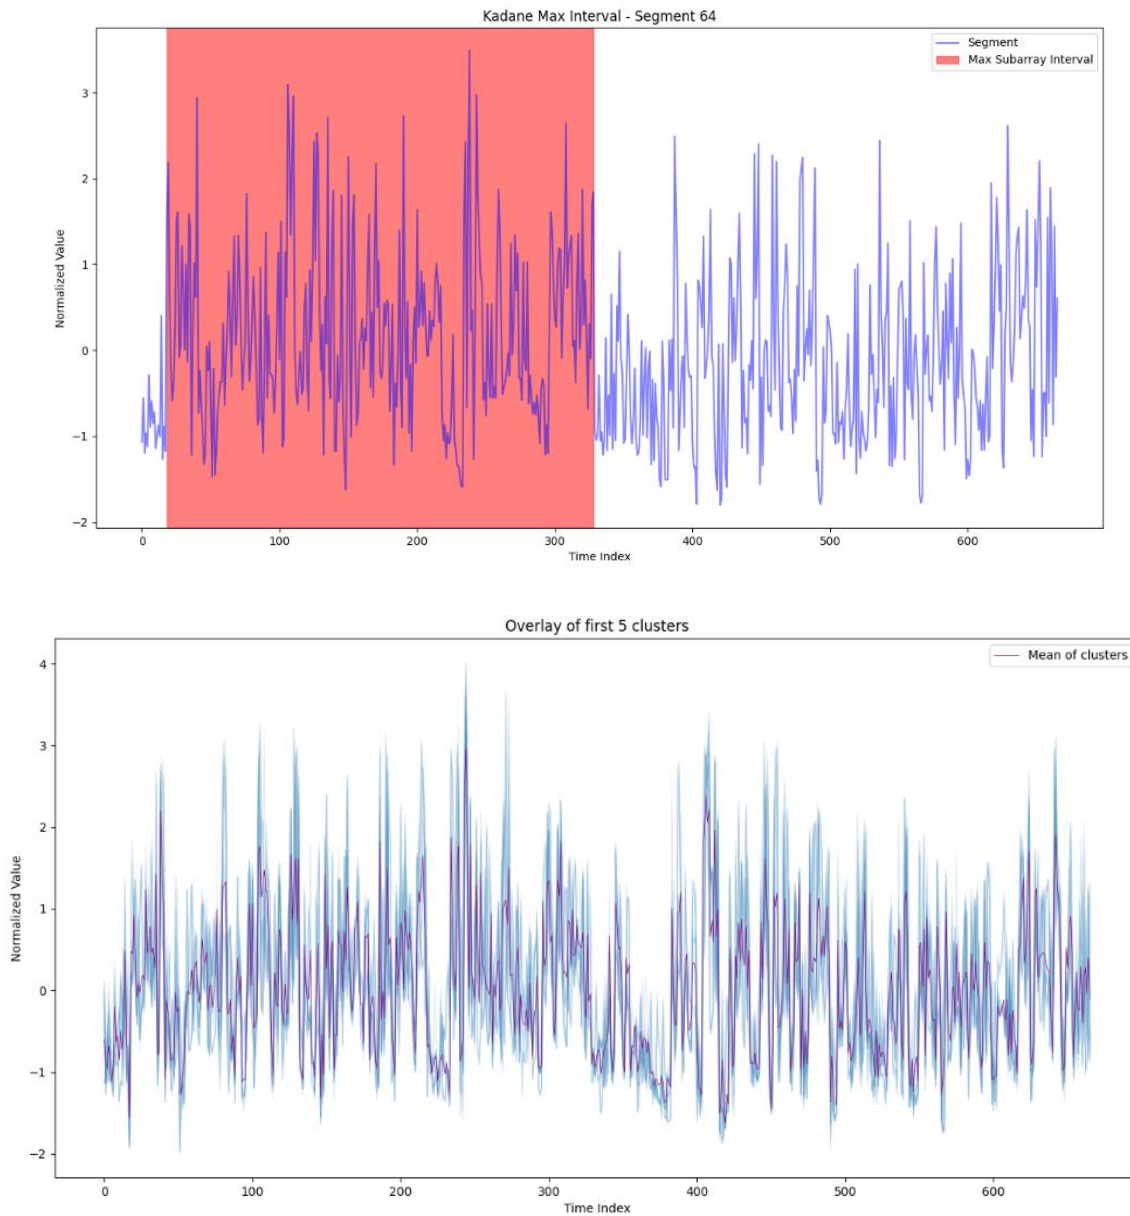 Kadane Max Interval - Segment 64
Segment
Max Subarray Interval
3
2
1
0
−1
−2
Normalized Value
0 100 200 300 400 500 600
Time Index
Overlay of first 5 clusters
Mean of clusters
4
3
2
1
0
−1
−2
Normalized Value
0 100 200 300 400 500 600
Time Index